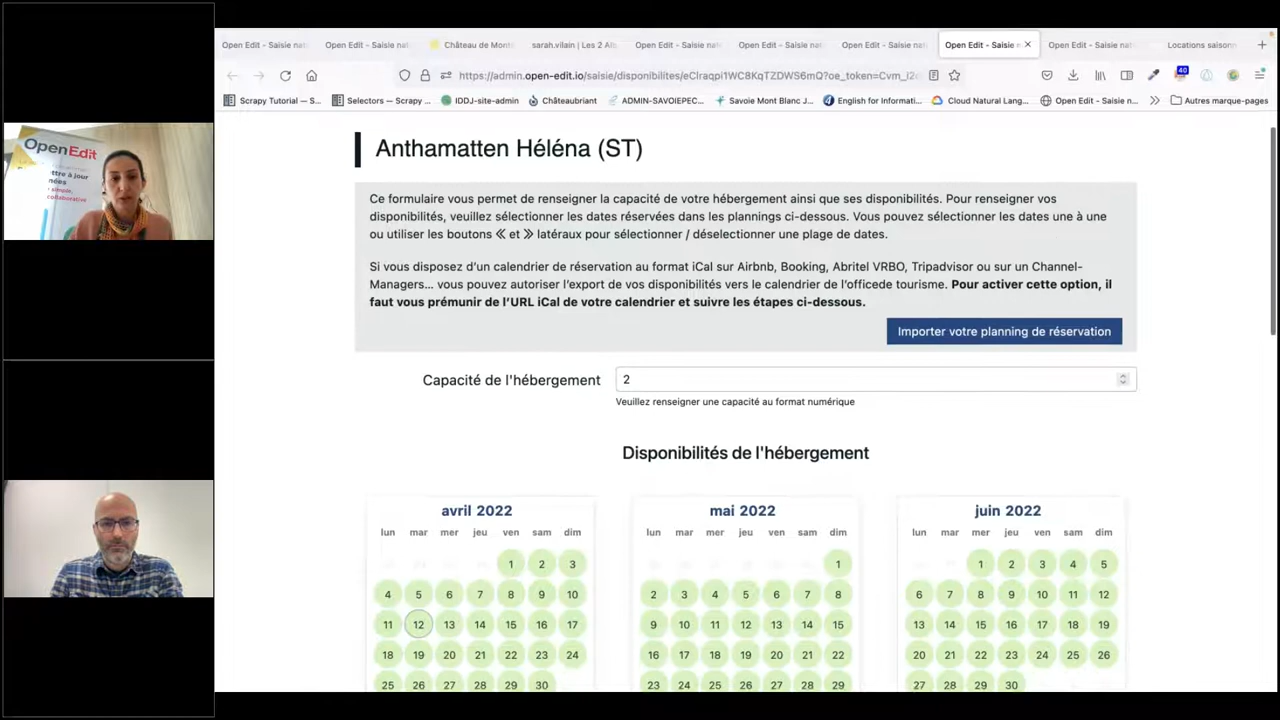 Open Edit - Saisie nat
Open Edit - Saisie nat
Château de Mont
sarah.vilain | Les 2 Al
Open Edit - Saisie nat
Open Edit - Saisie nat
Open Edit - Saisie nat
Open Edit - Saisie n
Open Edit - Saisie nat
Locations saisonn
https://admin.open-edit.io/saisie/disponibilites/eClraqpi1WC8KqTZDWS6mQ?oe_token=Cvm_I2c
40
Scrapy Tutorial — S...
Selectors — Scrapy ...
IDDJ-site-admin
Châteaubriant
ADMIN-SAVOIEPEC...
Savoie Mont Blanc J...
English for Informati...
Cloud Natural Lang...
Open Edit - Saisie n...
Autres marque-pages
OpenEdit
ttre à jour
nées
simple,
collaborative
Anthamatten Héléna (ST)
Ce formulaire vous permet de renseigner la capacité de votre hébergement ainsi que ses disponibilités. Pour renseigner vos
disponibilités, veuillez sélectionner les dates réservées dans les plannings ci-dessous. Vous pouvez sélectionner les dates une à une
ou utiliser les boutons « et » latéraux pour sélectionner / déselectionner une plage de dates.
Si vous disposez d'un calendrier de réservation au format iCal sur Airbnb, Booking, Abritel VRBO, Tripadvisor ou sur un Channel-
Managers... vous pouvez autoriser l'export de vos disponibilités vers le calendrier de l'officede tourisme. Pour activer cette option, il
faut vous prémunir de l'URL iCal de votre calendrier et suivre les étapes ci-dessous.
Importer votre planning de réservation
Capacité de l'hébergement 2
Veuillez renseigner une capacité au format numérique
Disponibilités de l'hébergement
avril 2022
lun mar mer jeu ven sam dim
1 2 3
4 5 6 7 8 9 10
11 12 13 14 15 16 17
18 19 20 21 22 23 24
25 26 27 28 29 30
mai 2022
lun mar mer jeu ven sam dim
1
2 3 4 5 6 7 8
9 10 11 12 13 14 15
16 17 18 19 20 21 22
23 24 25 26 27 28 29
juin 2022
lun mar mer jeu ven sam dim
1 2 3 4 5
6 7 8 9 10 11 12
13 14 15 16 17 18 19
20 21 22 23 24 25 26
27 28 29 30